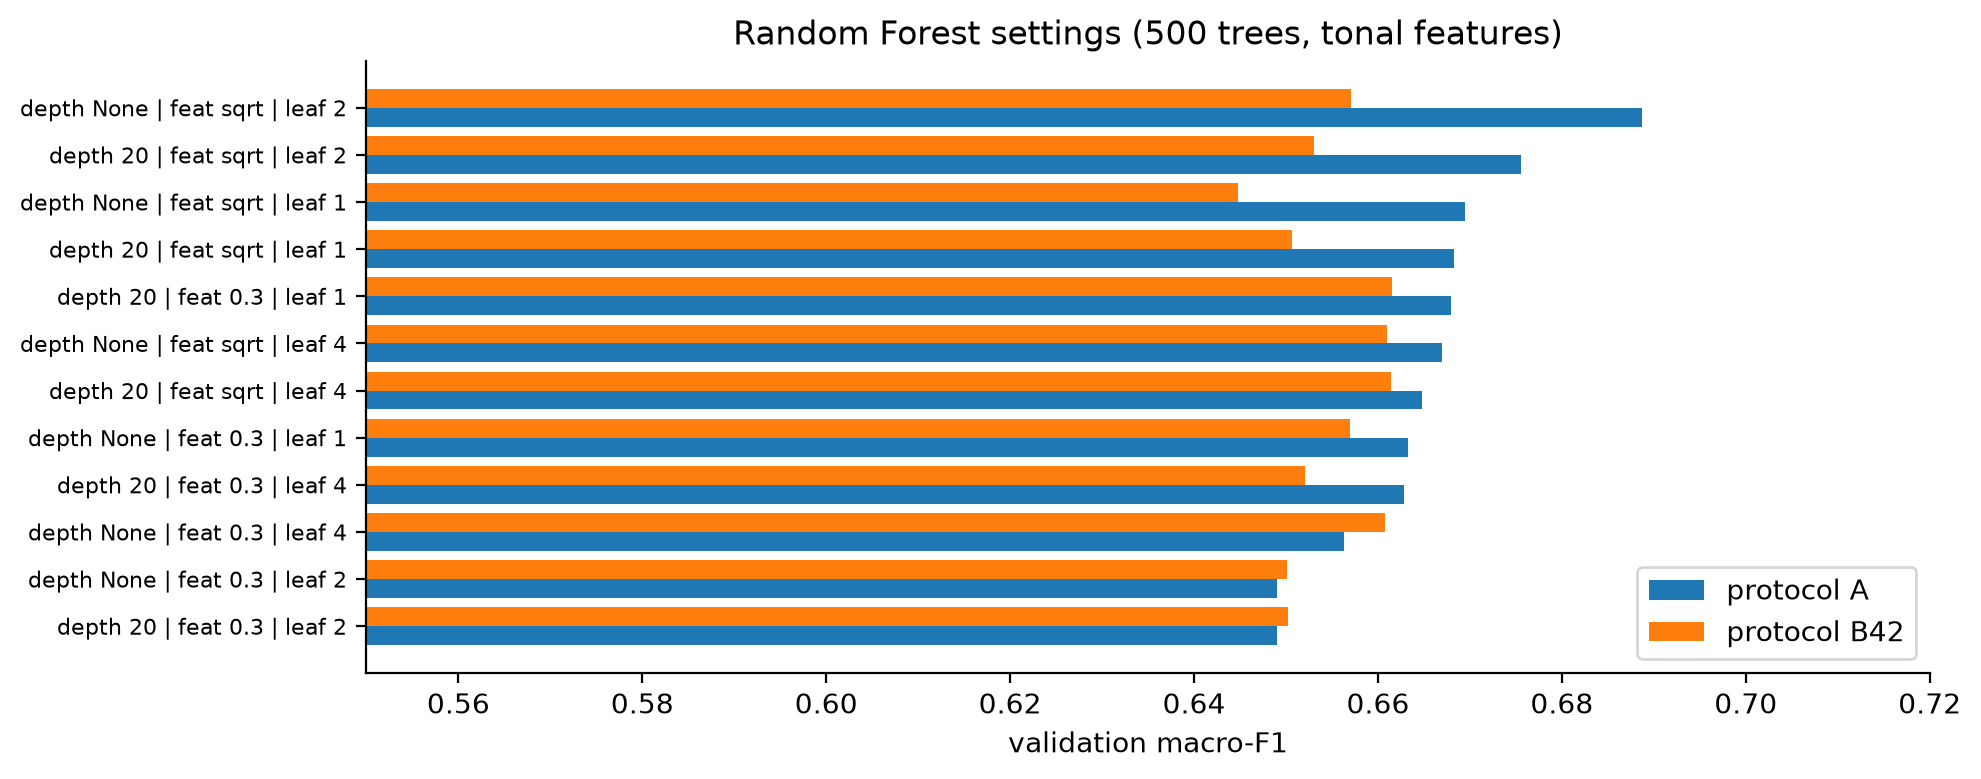 Random Forest settings (500 trees, tonal features)
depth None | feat sqrt | leaf 2
depth 20 | feat sqrt | leaf 2
depth None | feat sqrt | leaf 1
depth 20 | feat sqrt | leaf 1
depth 20 | feat 0.3 | leaf 1
depth None | feat sqrt | leaf 4
depth 20 | feat sqrt | leaf 4
depth None | feat 0.3 | leaf 1
depth 20 | feat 0.3 | leaf 4
depth None | feat 0.3 | leaf 4
depth None | feat 0.3 | leaf 2
depth 20 | feat 0.3 | leaf 2
protocol A
protocol B42
0.56 0.58 0.60 0.62 0.64 0.66 0.68 0.70 0.72
validation macro-F1